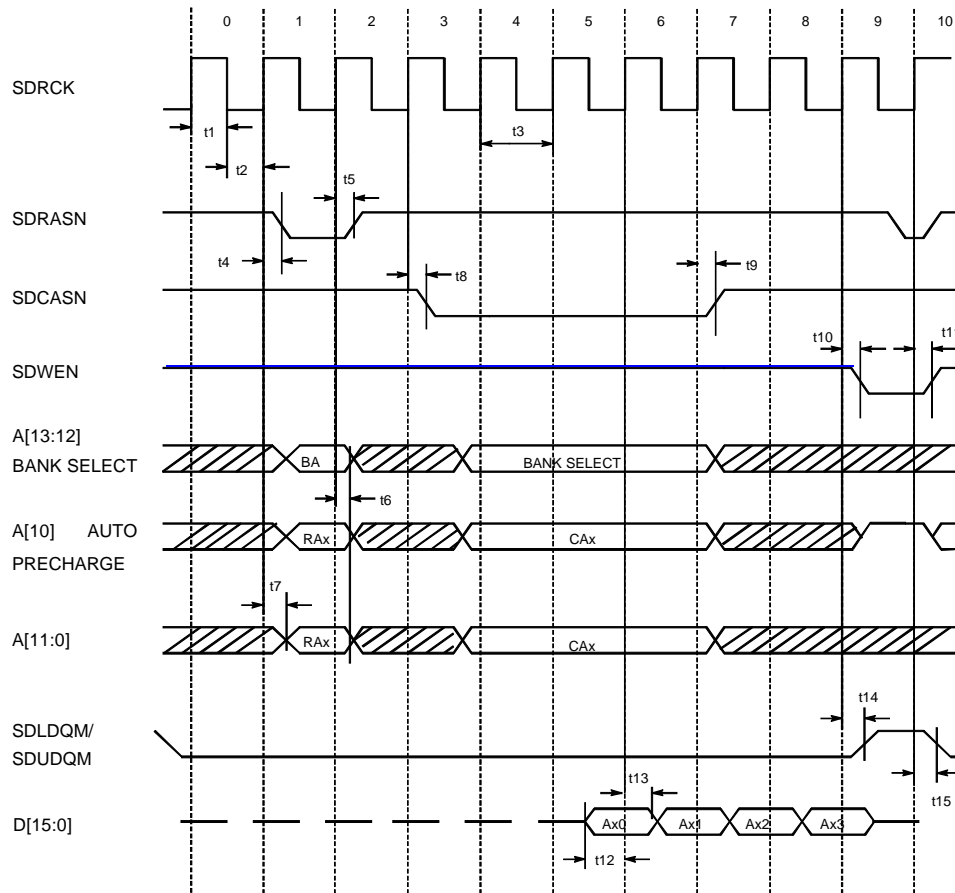 0 1 2 3 4 5 6 7 8 9 10
SDRCK
t1
t3
t2
t5
SDRASN
t4
t8
t9
SDCASN
t10
t11
SDWEN
A[13:12]
BANK SELECT
BA
BANK SELECT
t6
A[10] AUTO
PRECHARGE
RAx
CAx
t7
A[11:0]
RAx
CAx
t14
SDLDQM/
SDUDQM
t13
t15
D[15:0]
Ax0
Ax1
Ax2
Ax3
t12